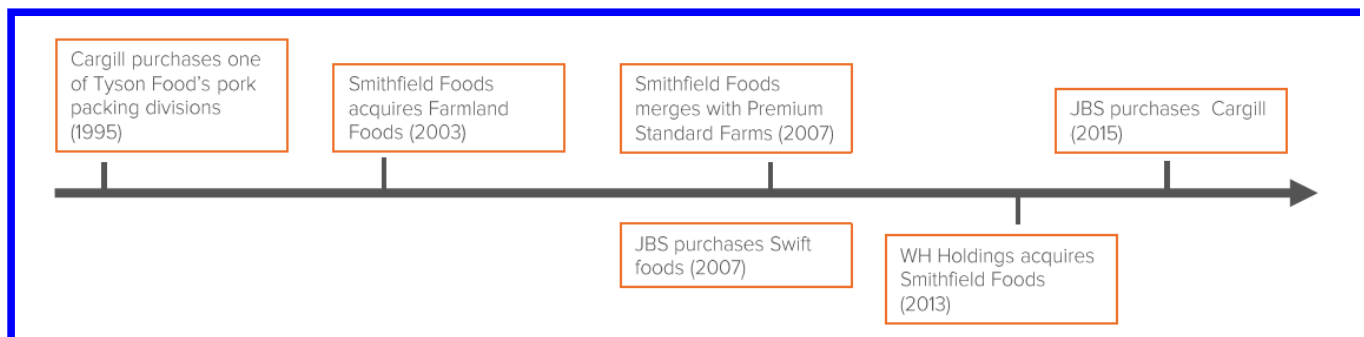 Cargill purchases one
of Tyson Food's pork
packing divisions
(1995)
Smithfield Foods
acquires Farmland
Foods (2003)
Smithfield Foods
merges with Premium
Standard Farms (2007)
JBS purchases Cargill
(2015)
JBS purchases Swift
foods (2007)
WH Holdings acquires
Smithfield Foods
(2013)